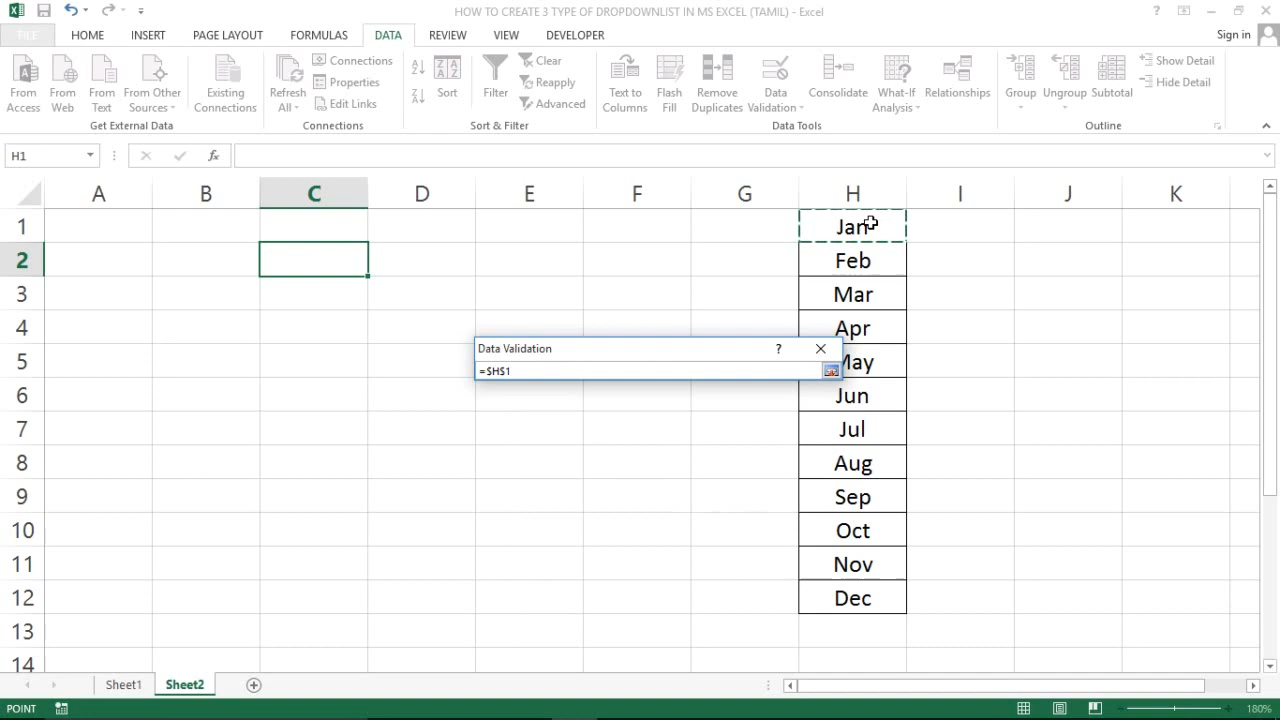 HOW TO CREATE 3 TYPE OF DROPDOWNLIST IN MS EXCEL (TAMIL) - Excel
?
FILE HOME INSERT PAGE LAYOUT FORMULAS DATA REVIEW VIEW DEVELOPER Sign in
From Access
From Web
From Text
From Other Sources
Existing Connections
Get External Data
Refresh All
Connections
Properties
Edit Links
Connections
Sort
Filter
Clear
Reapply
Advanced
Sort & Filter
Text to Columns
Flash Fill
Remove Duplicates
Data Validation
Consolidate
What-If Analysis
Relationships
Data Tools
Group
Ungroup
Subtotal
Show Detail
Hide Detail
Outline
H1 fx
A B C D E F G H I J K
1 Jan
2 Feb
3 Mar
4 Apr
Data Validation ?
5 May
=$H$1
6 Jun
7 Jul
8 Aug
9 Sep
10 Oct
11 Nov
12 Dec
13
14
Sheet1 Sheet2
POINT 180%